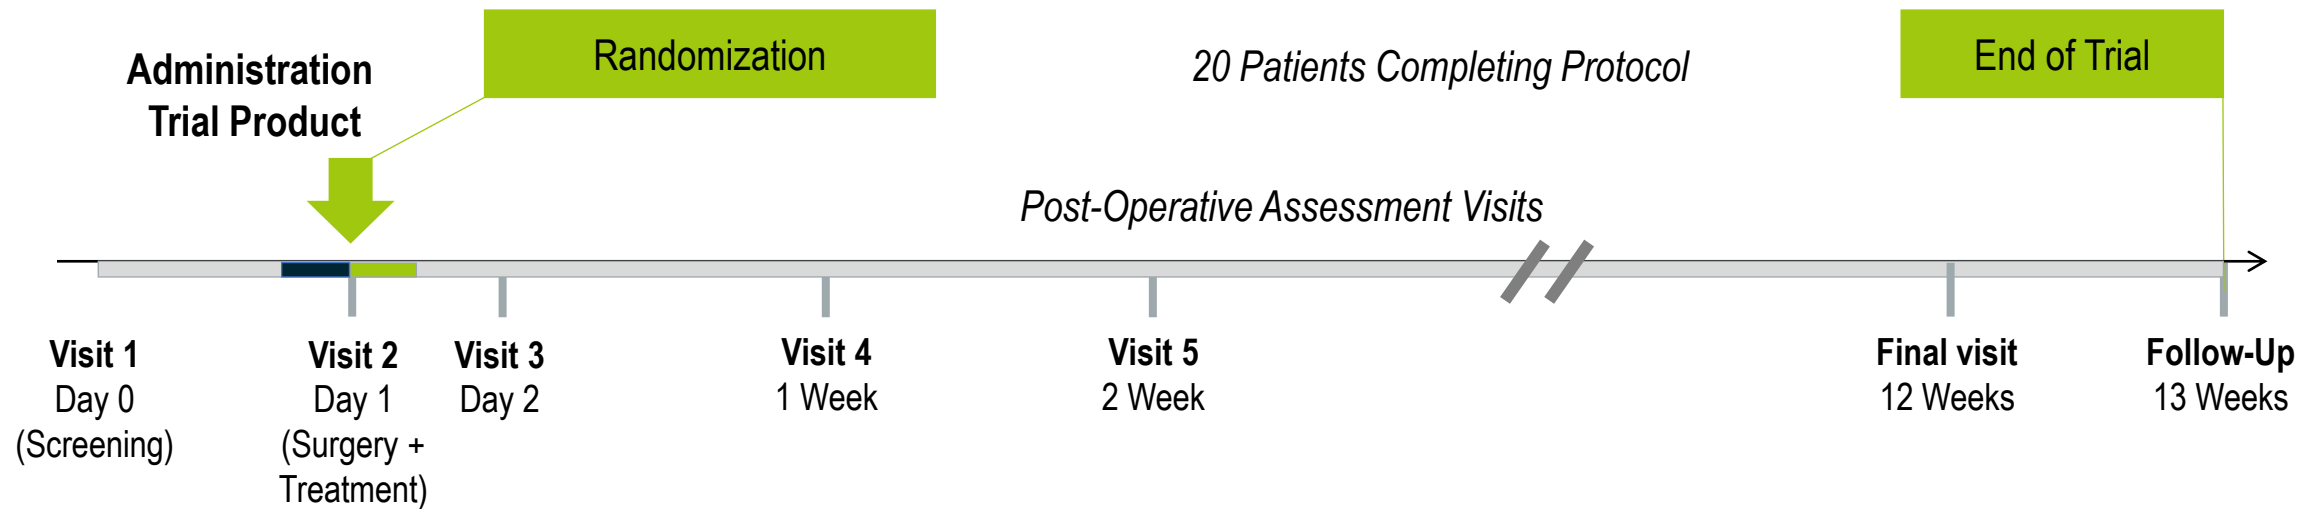 Administration
Trial Product
Randomization
20 Patients Completing Protocol
End of Trial
Post-Operative Assessment Visits
Visit 1
Day 0
(Screening)
Visit 2
Day 1
(Surgery +
Treatment)
Visit 3
Day 2
Visit 4
1 Week
Visit 5
2 Week
Final visit
12 Weeks
Follow-Up
13 Weeks